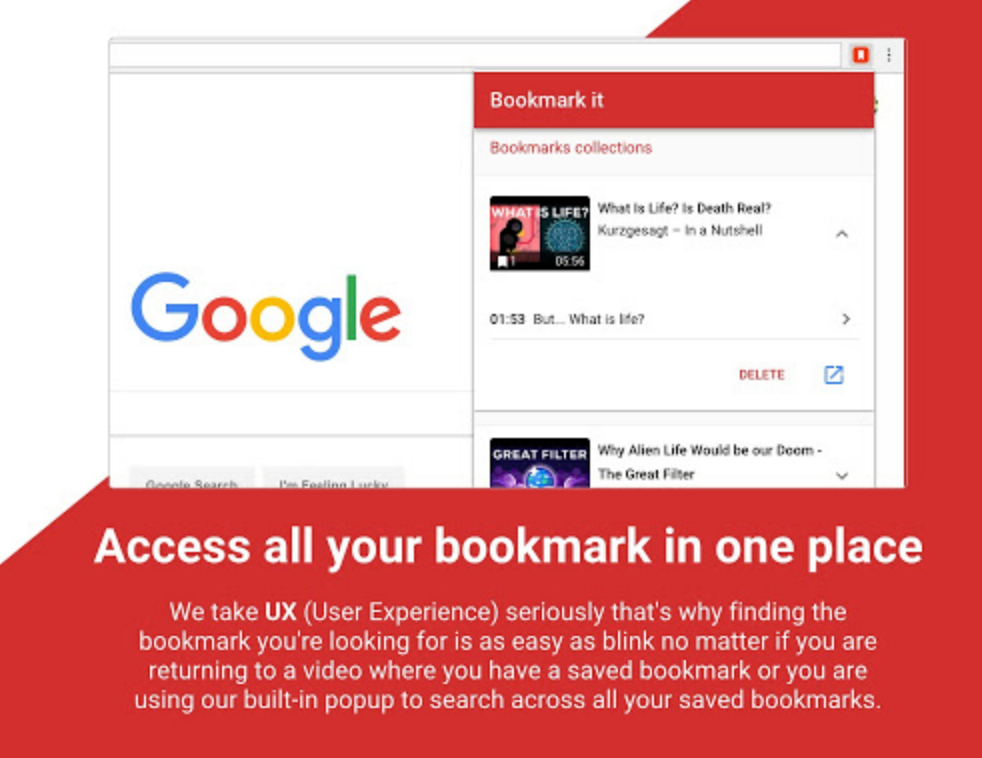 Bookmark it
Bookmarks collections
WHAT IS LIFE?
1 05:56
What Is Life? Is Death Real?
Kurzgesagt – In a Nutshell
Google
01:53 But... What is life?
DELETE
GREAT FILTER
Why Alien Life Would be our Doom -
The Great Filter
Google Search I'm Feeling Lucky
Access all your bookmark in one place
We take UX (User Experience) seriously that's why finding the
bookmark you're looking for is as easy as blink no matter if you are
returning to a video where you have a saved bookmark or you are
using our built-in popup to search across all your saved bookmarks.